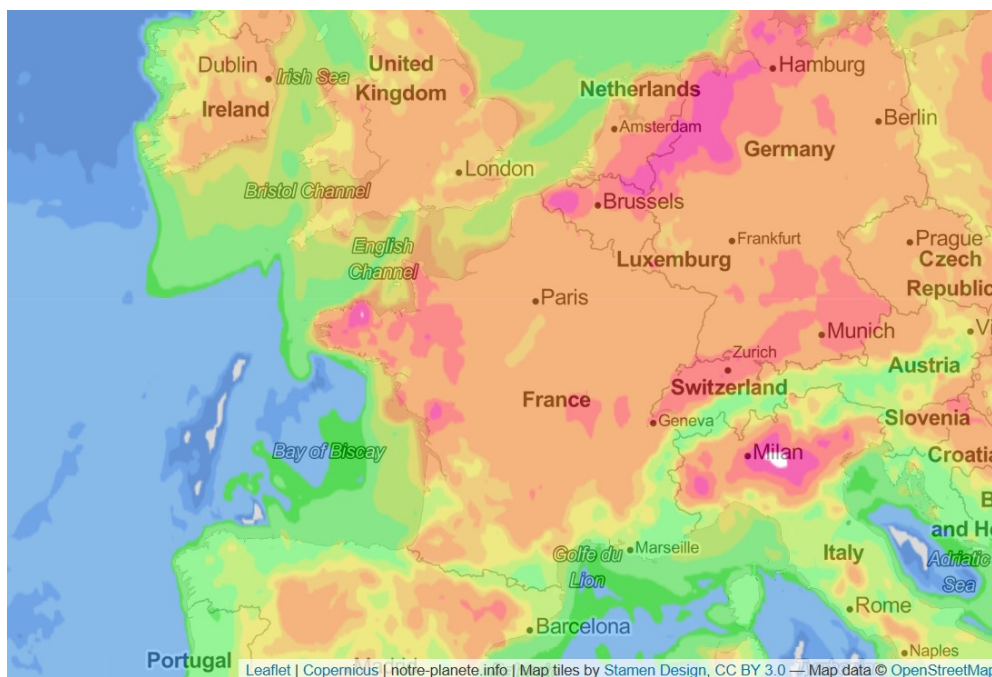 Dublin
Irish Sea
Ireland
United
Kingdom
Netherlands
Hamburg
Amsterdam
Berlin
Germany
London
Bristol Channel
Brussels
English
Channel
Frankfurt
Luxemburg
Prague
Czech
Republic
Paris
Munich
Vi
Zurich
Austria
Switzerland
France
Geneva
Slovenia
Bay of Biscay
Milan
Croatia
B
and He
Golfe du
Lion
Marseille
Italy
Adriatic
Sea
Rome
Barcelona
Naples
Portugal
Madrid
Leaflet | Copernicus | notre-planete.info | Map tiles by Stamen Design, CC BY 3.0 — Map data © OpenStreetMap